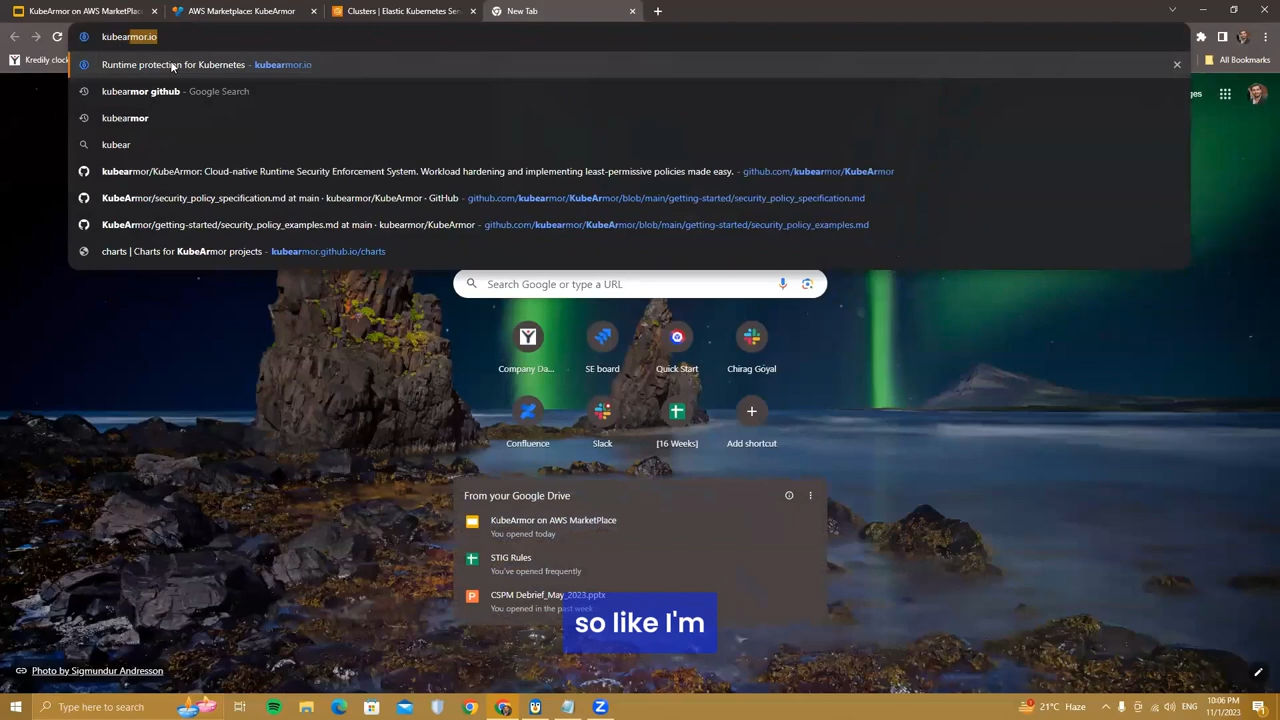 KubeArmor on AWS MarketPla
AWS Marketplace: KubeArmor
Clusters | Elastic Kubernetes Ser
New Tab
kubearmor.io
Kredily clock
All Bookmarks
Runtime protection for Kubernetes - kubearmor.io
kubearmor github - Google Search
ges
kubearmor
kubear
kubearmor/KubeArmor: Cloud-native Runtime Security Enforcement System. Workload hardening and implementing least-permissive policies made easy. - github.com/kubearmor/KubeArmor
KubeArmor/security_policy_specification.md at main · kubearmor/KubeArmor · GitHub - github.com/kubearmor/KubeArmor/blob/main/getting-started/security_policy_specification.md
KubeArmor/getting-started/security_policy_examples.md at main · kubearmor/KubeArmor - github.com/kubearmor/KubeArmor/blob/main/getting-started/security_policy_examples.md
charts | Charts for KubeArmor projects - kubearmor.github.io/charts
Search Google or type a URL
Company Da...
SE board
Quick Start
Chirag Goyal
Confluence
Slack
[16 Weeks]
Add shortcut
From your Google Drive
KubeArmor on AWS MarketPlace
You opened today
STIG Rules
You've opened frequently
CSPM Debrief_May_2023.pptx
You opened in the past week
so like I'm
Photo by Sigmundur Andresson
Type here to search
21°C Haze
10:06 PM
11/1/2023